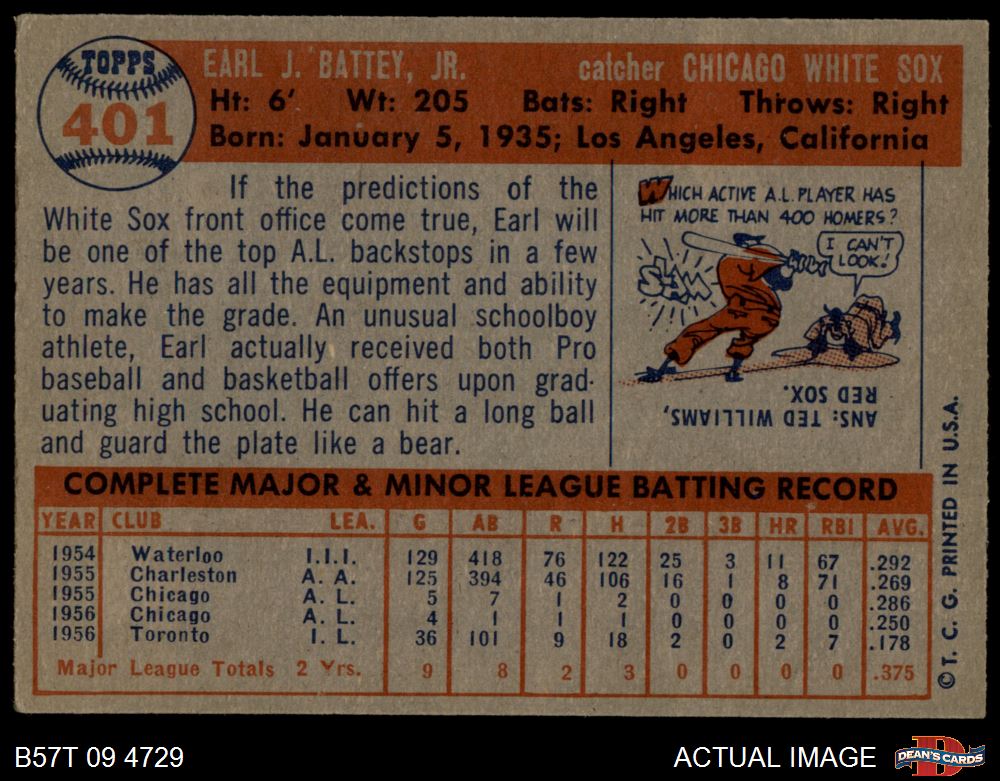 TOPPS
401
EARL J. BATTEY, JR. catcher CHICAGO WHITE SOX
Ht: 6' Wt: 205 Bats: Right Throws: Right
Born: January 5, 1935; Los Angeles, California
If the predictions of the
White Sox front office come true, Earl will
be one of the top A.L. backstops in a few
years. He has all the equipment and ability
to make the grade. An unusual schoolboy
athlete, Earl actually received both Pro
baseball and basketball offers upon grad-
uating high school. He can hit a long ball
and guard the plate like a bear.
WHICH ACTIVE A.L. PLAYER HAS
HIT MORE THAN 400 HOMERS?
I CAN'T
LOOK!
SLAM
ANS: TED WILLIAMS,
RED SOX.
COMPLETE MAJOR & MINOR LEAGUE BATTING RECORD
YEAR CLUB LEA. G AB R H 2B 3B HR RBI AVG.
1954 Waterloo I.I.I. 129 418 76 122 25 3 11 67 .292
1955 Charleston A. A. 125 394 46 106 16 1 8 71 .269
1955 Chicago A. L. 5 7 1 2 0 0 0 0 .286
1956 Chicago A. L. 4 1 1 1 0 0 0 0 .250
1956 Toronto I. L. 36 101 9 18 2 0 2 7 .178
Major League Totals 2 Yrs. 9 8 2 3 0 0 0 0 .375
©T. C. G. PRINTED IN U.S.A.
B57T 09 4729
ACTUAL IMAGE
DEAN'S CARDS